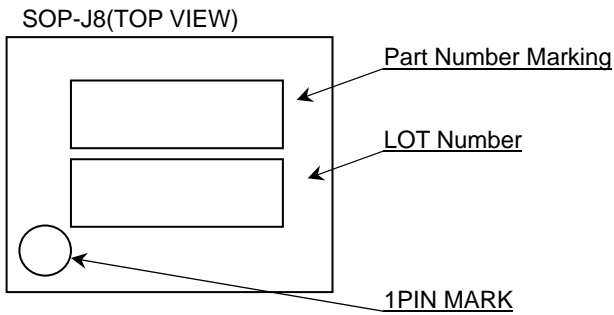 SOP-J8(TOP VIEW)
Part Number Marking
LOT Number
1PIN MARK